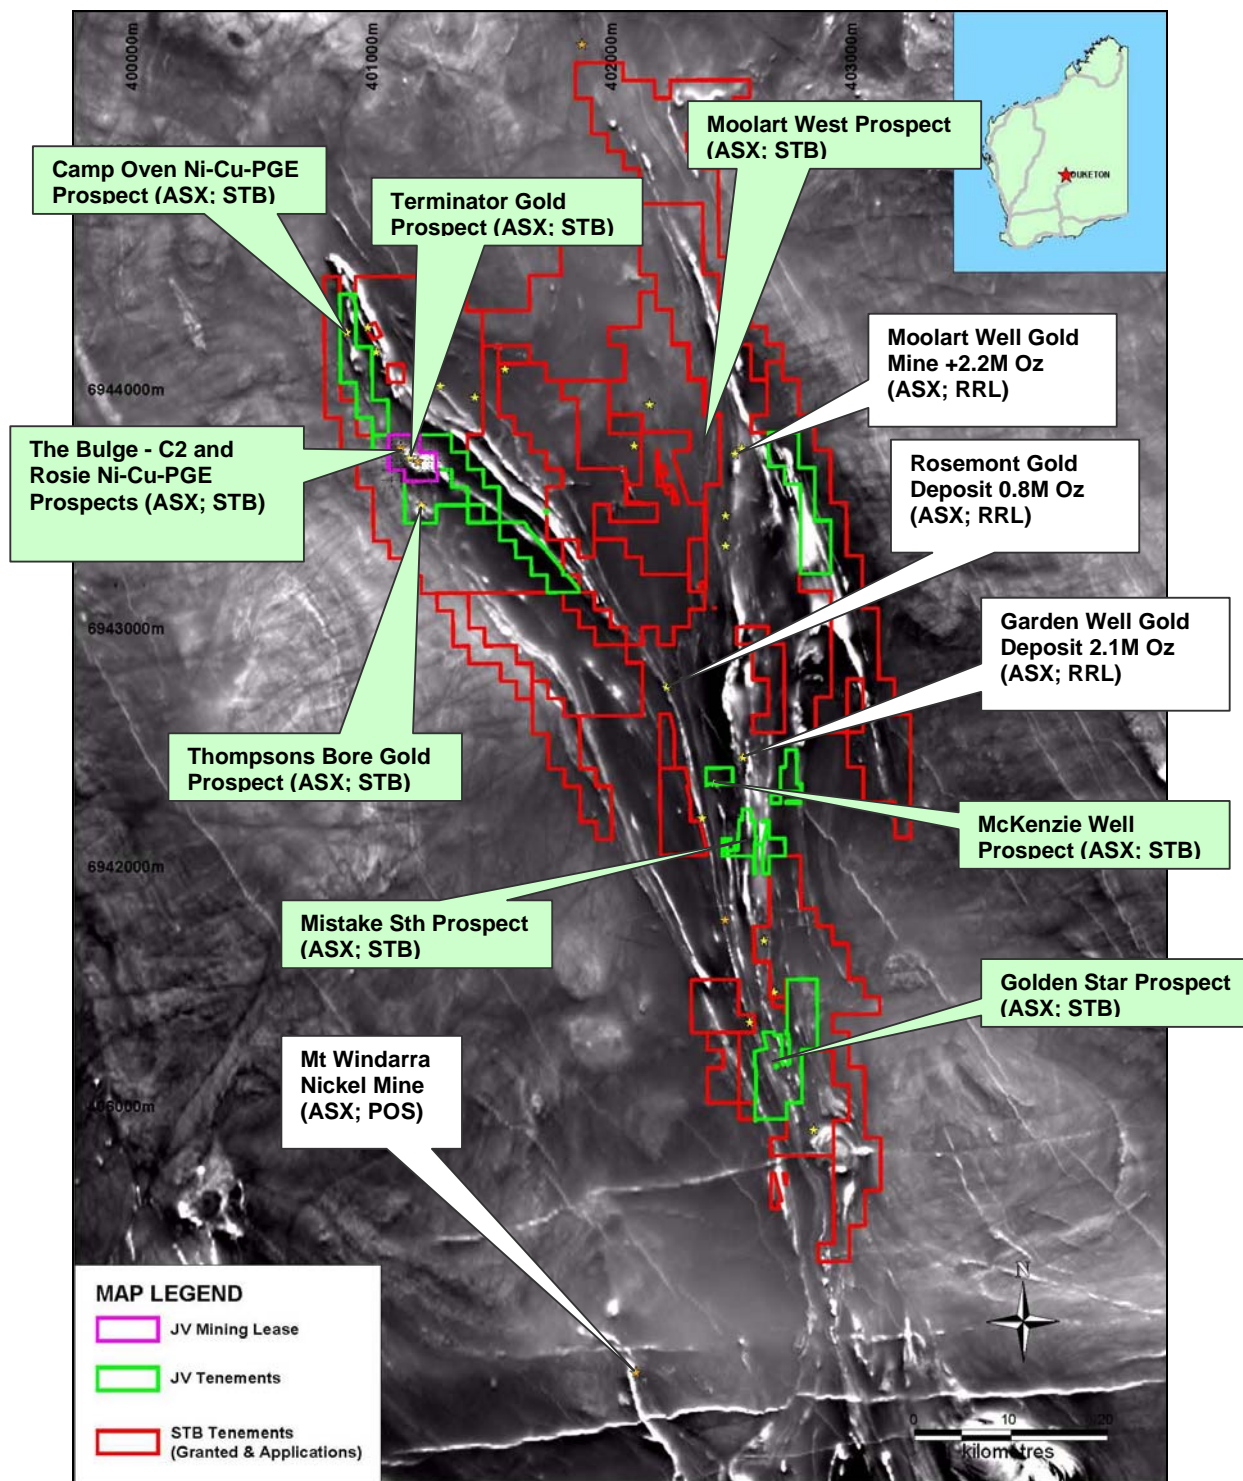 400000m
401000m
402000m
403000m
DUKETON
Moolart West Prospect
(ASX; STB)
Camp Oven Ni-Cu-PGE
Prospect (ASX; STB)
Terminator Gold
Prospect (ASX; STB)
Moolart Well Gold
Mine +2.2M Oz
(ASX; RRL)
6944000m
The Bulge - C2 and
Rosie Ni-Cu-PGE
Prospects (ASX; STB)
Rosemont Gold
Deposit 0.8M Oz
(ASX; RRL)
6943000m
Garden Well Gold
Deposit 2.1M Oz
(ASX; RRL)
Thompsons Bore Gold
Prospect (ASX; STB)
McKenzie Well
Prospect (ASX; STB)
6942000m
Mistake Sth Prospect
(ASX; STB)
Golden Star Prospect
(ASX; STB)
Mt Windarra
Nickel Mine
(ASX; POS)
N
MAP LEGEND
JV Mining Lease
JV Tenements
STB Tenements
(Granted & Applications)
0 10 20
kilometres